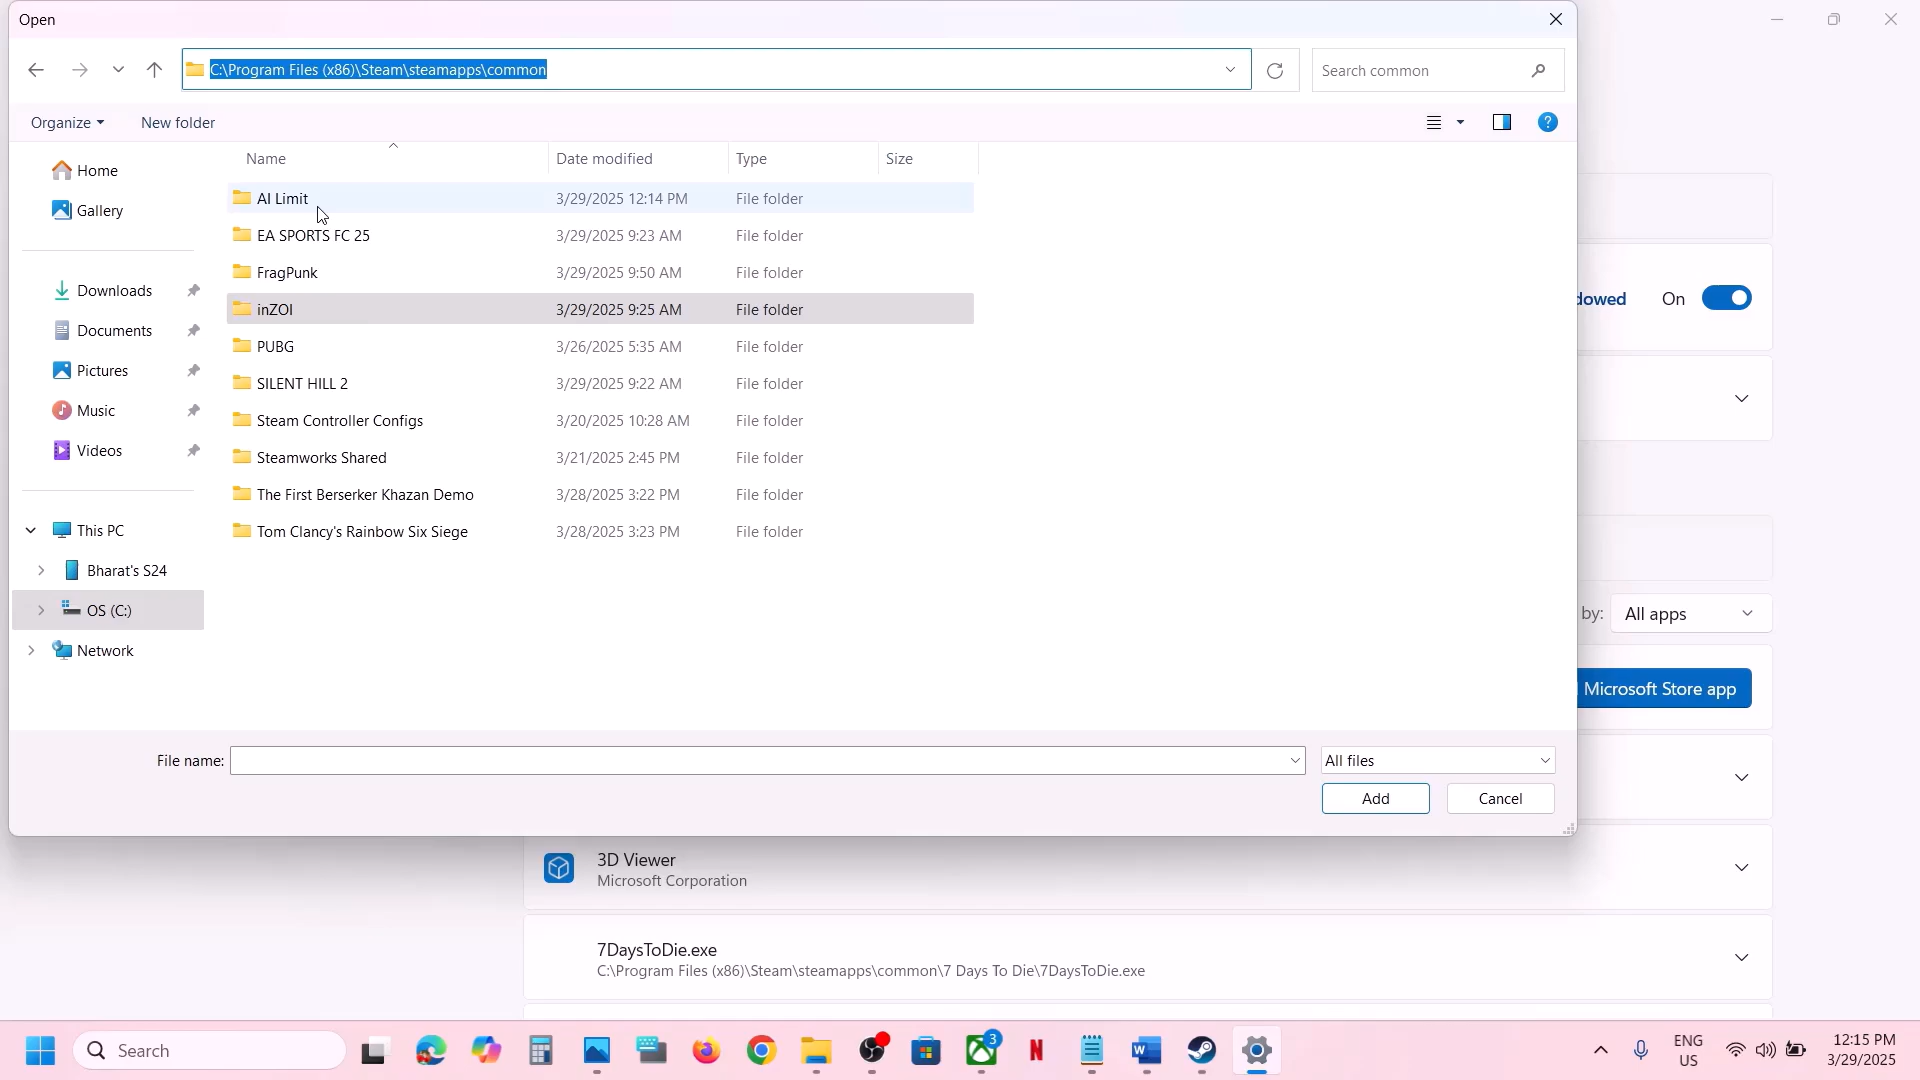 Open
C:\Program Files (x86)\Steam\steamapps\common
Search common
Organize
New folder
Name
Date modified
Type
Size
Home
Gallery
Downloads
Documents
Pictures
Music
Videos
This PC
Bharat's S24
OS (C:)
Network
AI Limit 3/29/2025 12:14 PM File folder
EA SPORTS FC 25 3/29/2025 9:23 AM File folder
FragPunk 3/29/2025 9:50 AM File folder
inZOI 3/29/2025 9:25 AM File folder
PUBG 3/26/2025 5:35 AM File folder
SILENT HILL 2 3/29/2025 9:22 AM File folder
Steam Controller Configs 3/20/2025 10:28 AM File folder
Steamworks Shared 3/21/2025 2:45 PM File folder
The First Berserker Khazan Demo 3/28/2025 3:22 PM File folder
Tom Clancy's Rainbow Six Siege 3/28/2025 3:23 PM File folder
File name:
All files
Add
Cancel
dowed
On
by:
All apps
Microsoft Store app
3D Viewer
Microsoft Corporation
7DaysToDie.exe
C:\Program Files (x86)\Steam\steamapps\common\7 Days To Die\7DaysToDie.exe
Search
3
N
ENG
US
12:15 PM
3/29/2025